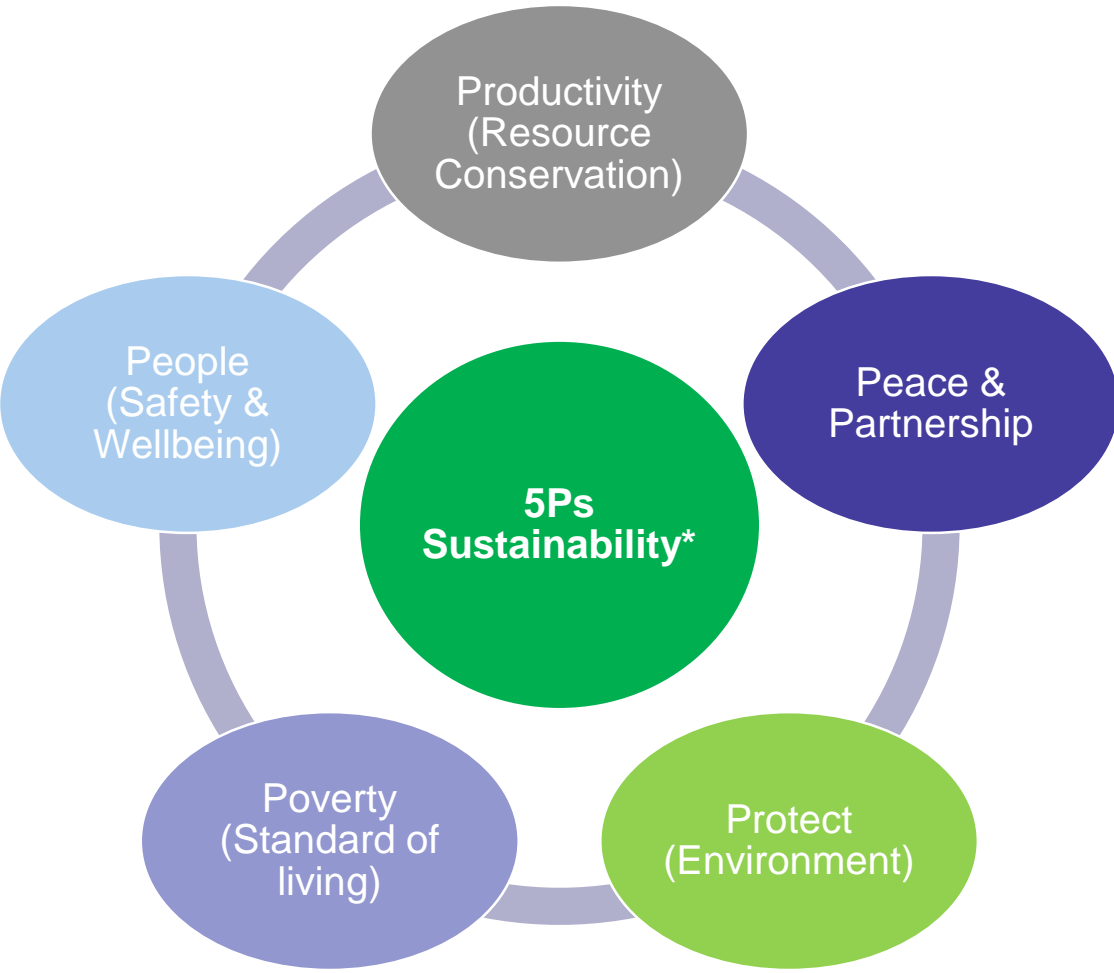 Productivity
(Resource
Conservation)
People
(Safety &
Wellbeing)
Peace &
Partnership
5Ps
Sustainability*
Poverty
(Standard of
living)
Protect
(Environment)